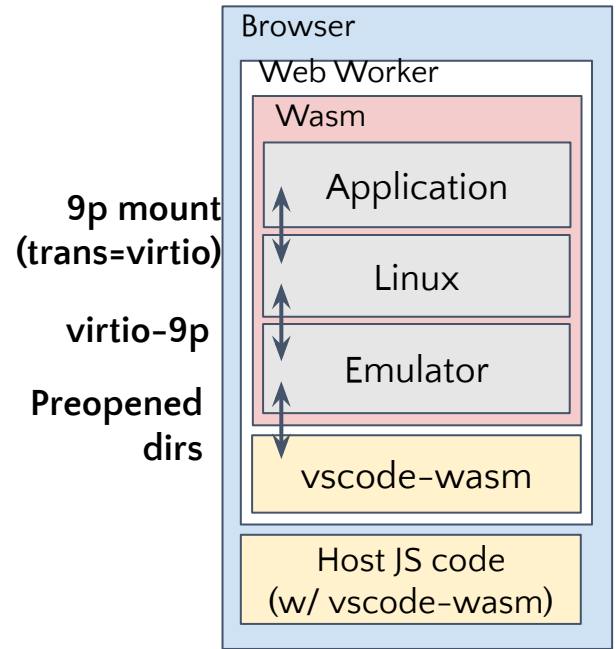 Browser
Web Worker
Wasm
Application
9p mount
(trans=virtio)
Linux
virtio-9p
Emulator
Preopened
dirs
vscode-wasm
Host JS code
(w/ vscode-wasm)